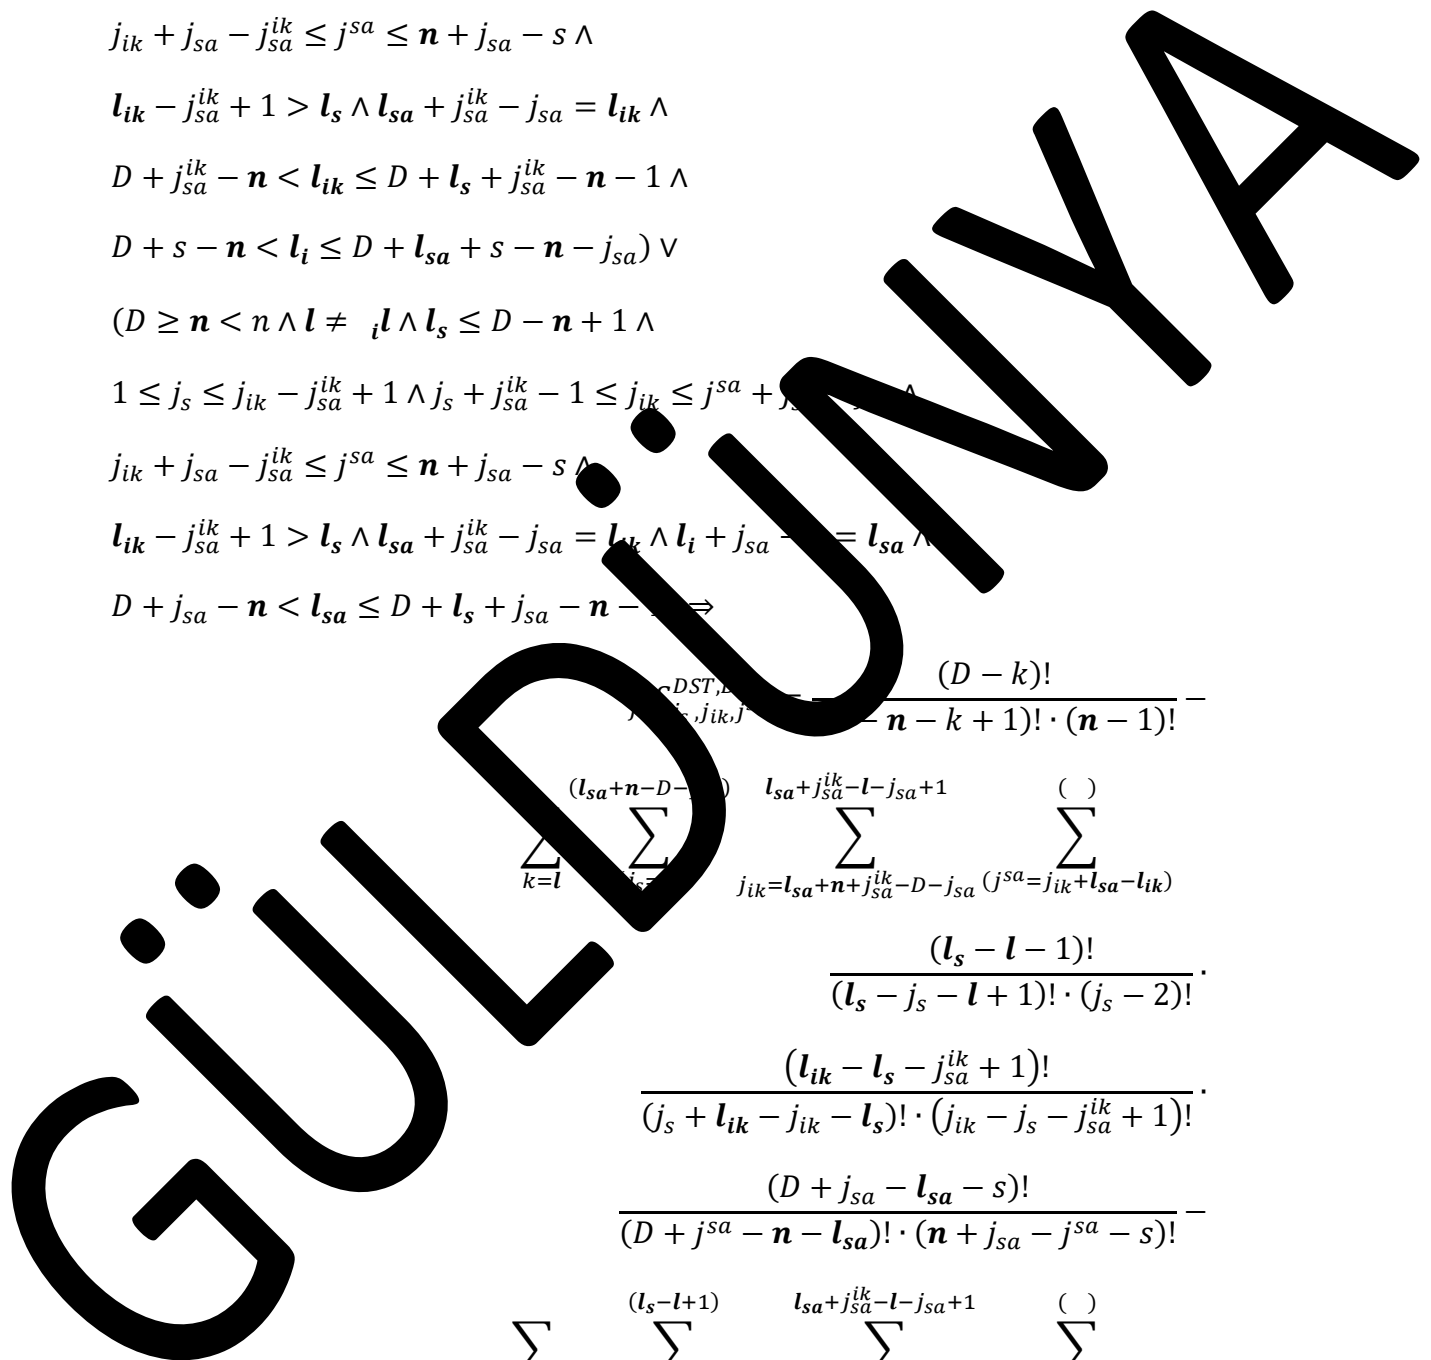 j_{ik} + j_{sa} − j_{sa}^{ik} ≤ j^{sa} ≤ **n** + j_{sa} − s ∧
**l_{ik}** − j_{sa}^{ik} + 1 > **l_s** ∧ **l_{sa}** + j_{sa}^{ik} − j_{sa} = **l_{ik}** ∧
D + j_{sa}^{ik} − **n** < **l_{ik}** ≤ D + **l_s** + j_{sa}^{ik} − **n** − 1 ∧
D + s − **n** < **l_i** ≤ D + **l_{sa}** + s − **n** − j_{sa}) ∨
(D ≥ **n** < n ∧ **l** ≠ **_il** ∧ **l_s** ≤ D − **n** + 1 ∧
1 ≤ j_s ≤ j_{ik} − j_{sa}^{ik} + 1 ∧ j_s + j_{sa}^{ik} − 1 ≤ j_{ik} ≤ j^{sa} + ∧
j_{ik} + j_{sa} − j_{sa}^{ik} ≤ j^{sa} ≤ **n** + j_{sa} − s ∧
**l_{ik}** − j_{sa}^{ik} + 1 > **l_s** ∧ **l_{sa}** + j_{sa}^{ik} − j_{sa} = **l_{ik}** ∧ **l_i** + j_{sa} = **l_{sa}** ∧
D + j_{sa} − **n** < **l_{sa}** ≤ D + **l_s** + j_{sa} − **n** − ⇒
^{DST,} j_{ik}, = (D − k)! / − **n** − k + 1)! · (**n** − 1)! −
∑_{k=**l**} ∑^{(**l_{sa}**+**n**−D−} ∑_{j_{ik}=**l_{sa}**+**n**+j_{sa}^{ik}−D−j_{sa}}^{**l_{sa}**+j_{sa}^{ik}−**l**−j_{sa}+1} ∑_{(j^{sa}=j_{ik}+**l_{sa}**−**l_{ik}**)}^{( )}
(**l_s** − **l** − 1)! / (**l_s** − j_s − **l** + 1)! · (j_s − 2)! ·
(**l_{ik}** − **l_s** − j_{sa}^{ik} + 1)! / (j_s + **l_{ik}** − j_{ik} − **l_s**)! · (j_{ik} − j_s − j_{sa}^{ik} + 1)! ·
(D + j_{sa} − **l_{sa}** − s)! / (D + j^{sa} − **n** − **l_{sa}**)! · (**n** + j_{sa} − j^{sa} − s)! −
∑ ∑^{(**l_s**−**l**+1)} ∑^{**l_{sa}**+j_{sa}^{ik}−**l**−j_{sa}+1} ∑^{( )}
GÜLDÜNYA